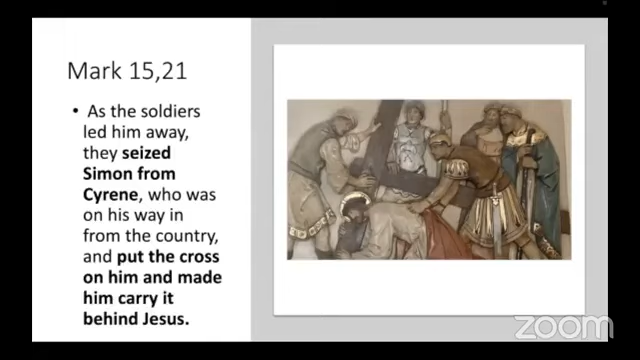 Mark 15,21
• As the soldiers
led him away,
they seized
Simon from
Cyrene, who was
on his way in
from the country,
and put the cross
on him and made
him carry it
behind Jesus.
zoom